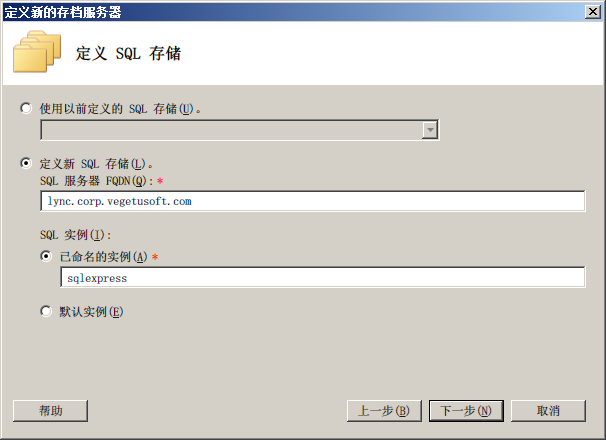 定义新的存档服务器
定义 SQL 存储
使用以前定义的 SQL 存储(U)。
定义新 SQL 存储(L)。
SQL 服务器 FQDN(Q): *
lync.corp.vegetusoft.com
SQL 实例(I):
已命名的实例(A) *
sqlexpress
默认实例(E)
帮助 上一步(B) 下一步(N) 取消